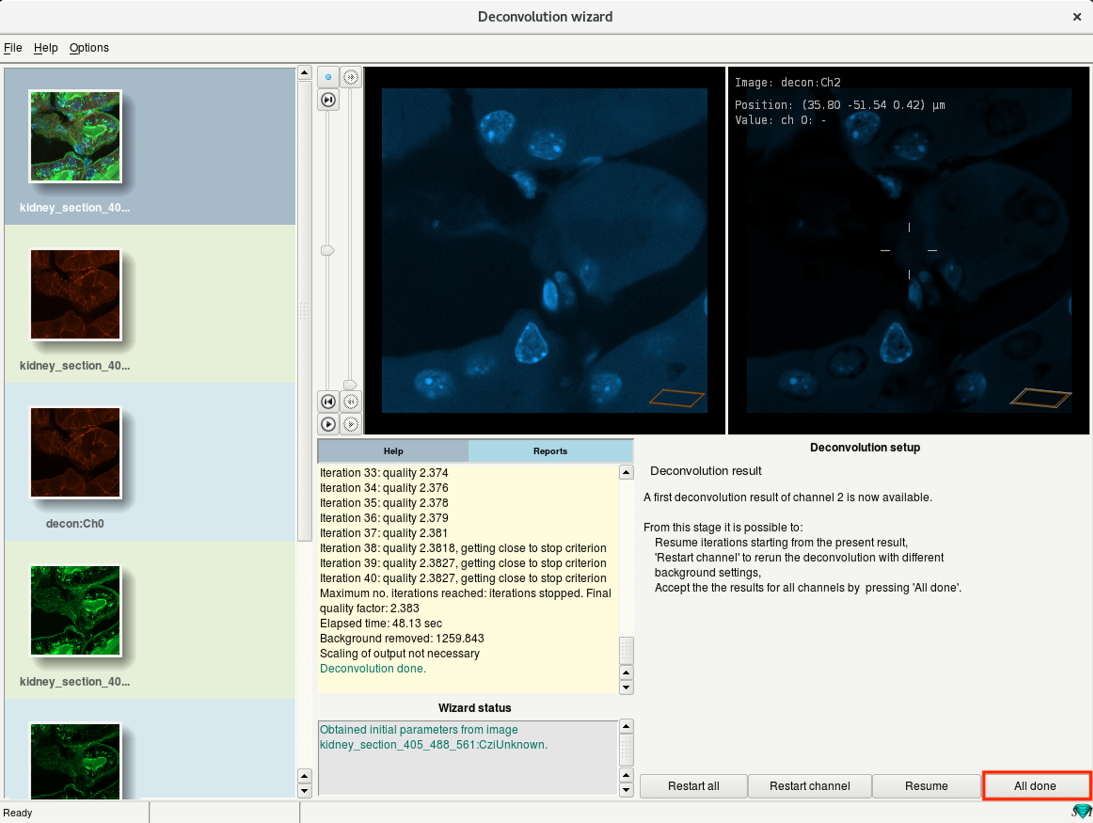 Deconvolution wizard
File Help Options
kidney_section_40...
kidney_section_40...
decon:Ch0
kidney_section_40...
Image: decon:Ch2
Position: (35.80 -51.54 0.42) µm
Value: ch 0: -
Help Reports
Iteration 33: quality 2.374
Iteration 34: quality 2.376
Iteration 35: quality 2.378
Iteration 36: quality 2.379
Iteration 37: quality 2.381
Iteration 38: quality 2.3818, getting close to stop criterion
Iteration 39: quality 2.3827, getting close to stop criterion
Iteration 40: quality 2.3827, getting close to stop criterion
Maximum no. iterations reached: iterations stopped. Final
quality factor: 2.383
Elapsed time: 48.13 sec
Background removed: 1259.843
Scaling of output not necessary
Deconvolution done.
Wizard status
Obtained initial parameters from image
kidney_section_405_488_561:CziUnknown.
Deconvolution setup
Deconvolution result
A first deconvolution result of channel 2 is now available.
From this stage it is possible to:
Resume iterations starting from the present result,
'Restart channel' to rerun the deconvolution with different
background settings,
Accept the the results for all channels by pressing 'All done'.
Restart all Restart channel Resume All done
Ready